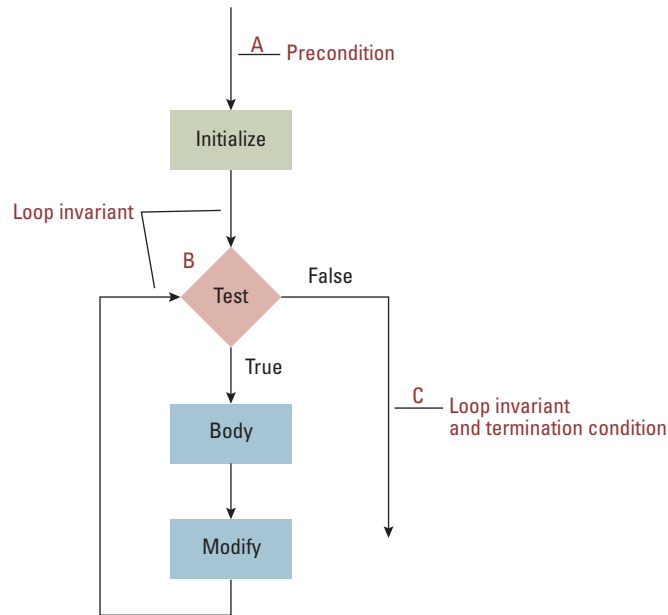 A
Precondition
Initialize
Loop invariant
B
Test
False
True
C
Loop invariant
and termination condition
Body
Modify